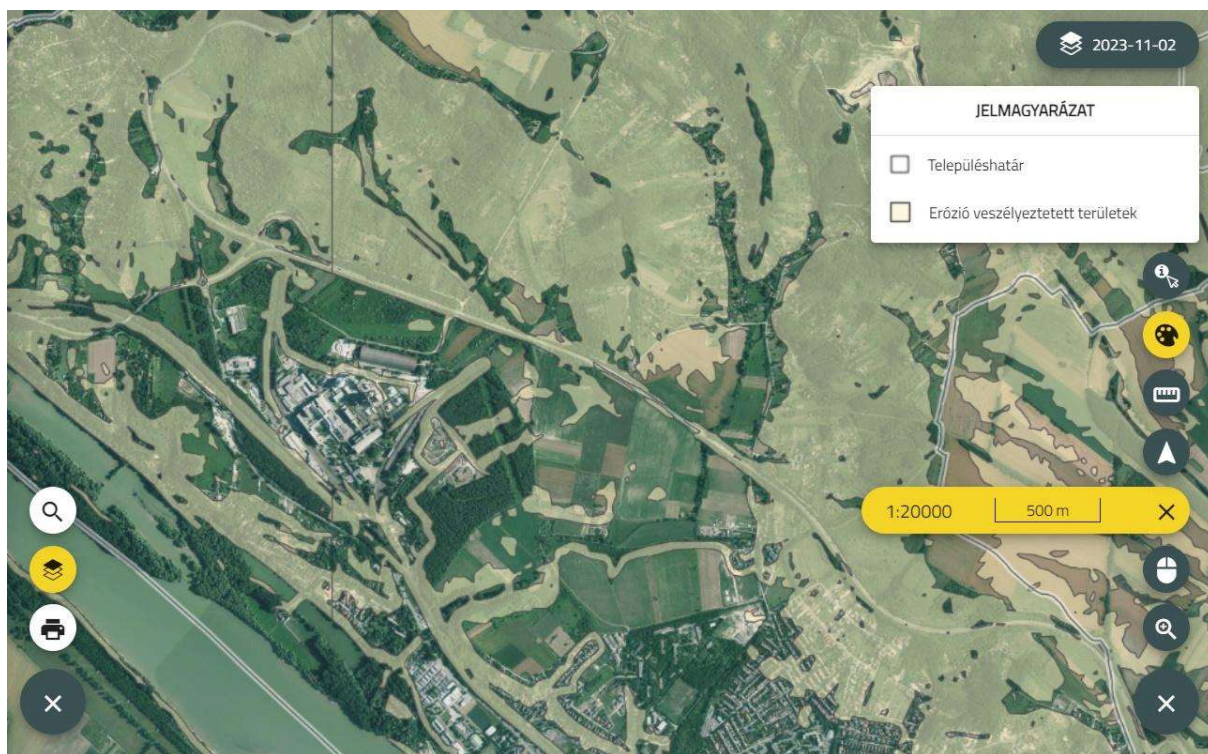 2023-11-02
JELMAGYARÁZAT
Településhatár
Erózió veszélyeztetett területek
1:20000 500 m